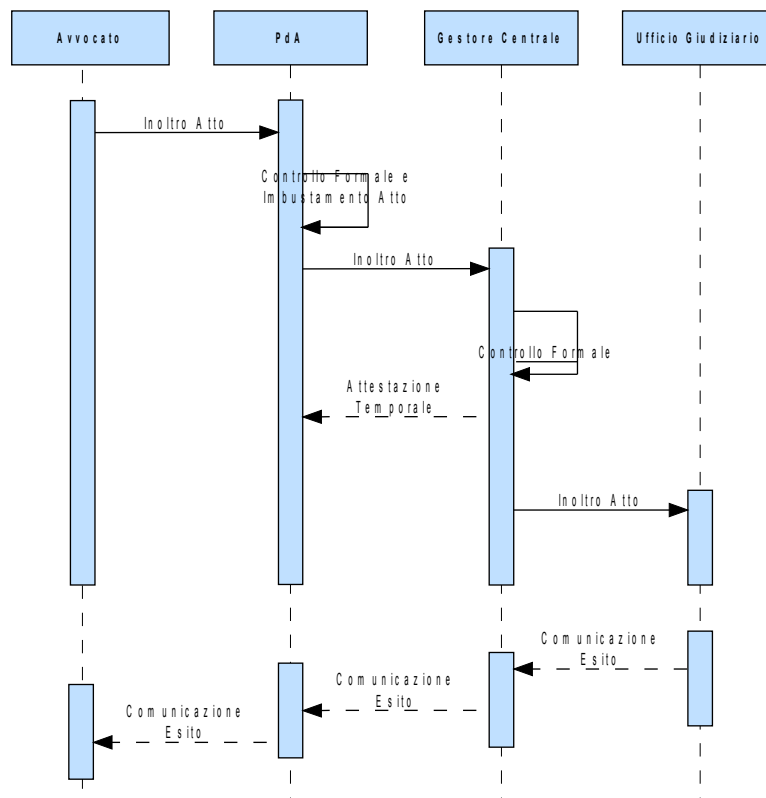 Avvocato
PdA
Gestore Centrale
Ufficio Giudiziario
Inoltro Atto
Controllo Formale e
Imbustamento Atto
Inoltro Atto
Controllo Formale
Attestazione
Temporale
Inoltro Atto
Comunicazione
Esito
Comunicazione
Esito
Comunicazione
Esito